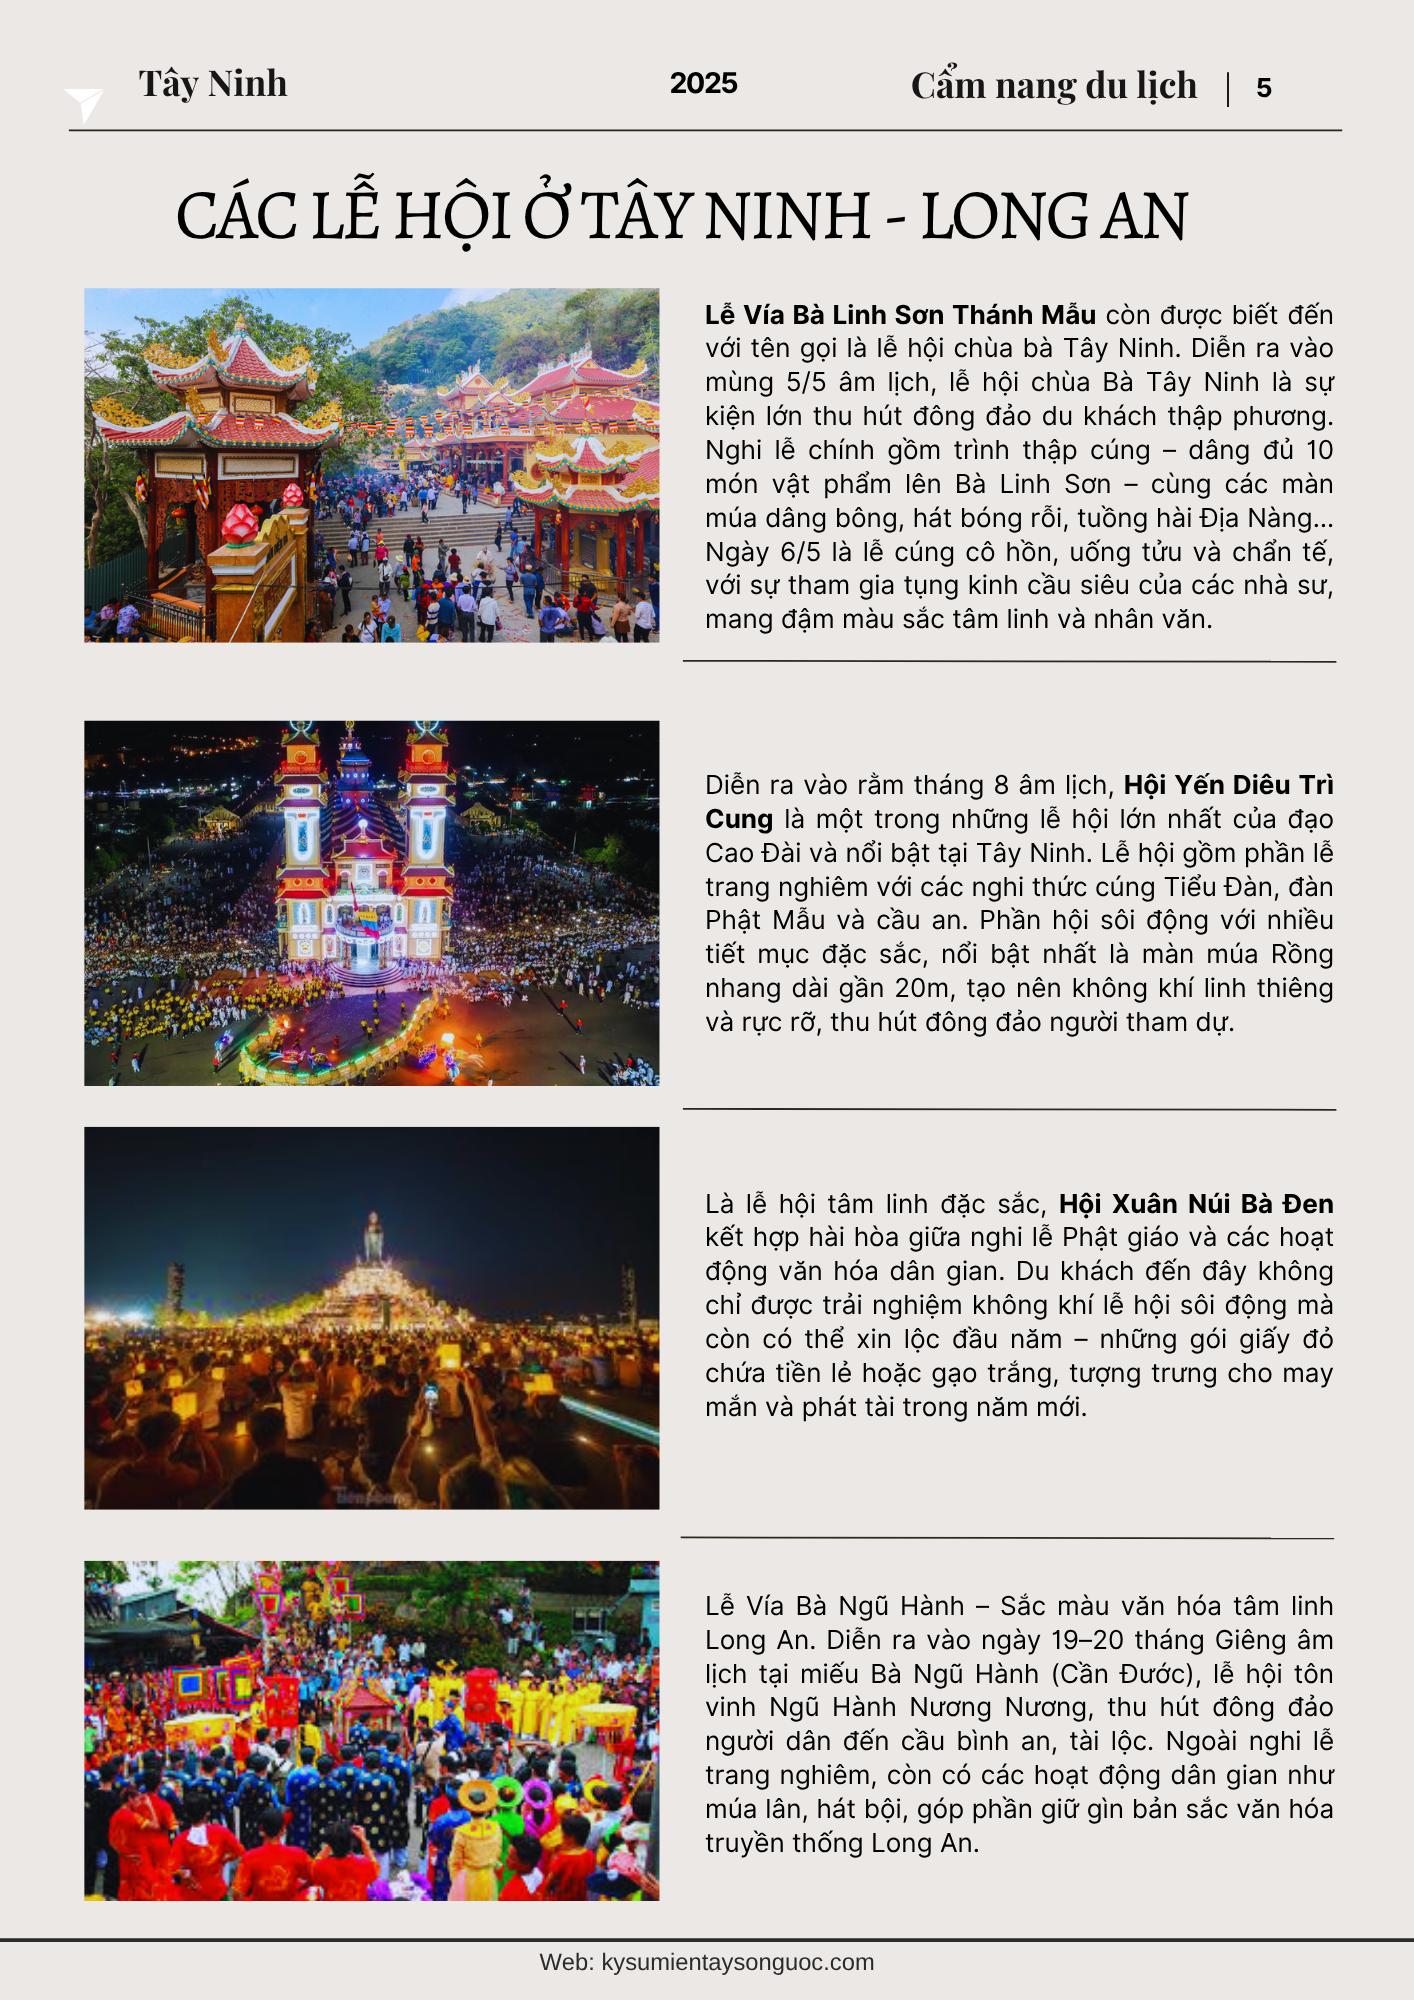 Tây Ninh
2025
Cẩm nang du lịch | 5
CÁC LỄ HỘI Ở TÂY NINH - LONG AN
Lễ Vía Bà Linh Sơn Thánh Mẫu còn được biết đến
với tên gọi là lễ hội chùa bà Tây Ninh. Diễn ra vào
mùng 5/5 âm lịch, lễ hội chùa Bà Tây Ninh là sự
kiện lớn thu hút đông đảo du khách thập phương.
Nghi lễ chính gồm trình thập cúng – dâng đủ 10
món vật phẩm lên Bà Linh Sơn – cùng các màn
múa dâng bông, hát bóng rỗi, tuồng hài Địa Nàng...
Ngày 6/5 là lễ cúng cô hồn, uống tửu và chẩn tế,
với sự tham gia tụng kinh cầu siêu của các nhà sư,
mang đậm màu sắc tâm linh và nhân văn.
Diễn ra vào rằm tháng 8 âm lịch, Hội Yến Diêu Trì
Cung là một trong những lễ hội lớn nhất của đạo
Cao Đài và nổi bật tại Tây Ninh. Lễ hội gồm phần lễ
trang nghiêm với các nghi thức cúng Tiểu Đàn, đàn
Phật Mẫu và cầu an. Phần hội sôi động với nhiều
tiết mục đặc sắc, nổi bật nhất là màn múa Rồng
nhang dài gần 20m, tạo nên không khí linh thiêng
và rực rỡ, thu hút đông đảo người tham dự.
Là lễ hội tâm linh đặc sắc, Hội Xuân Núi Bà Đen
kết hợp hài hòa giữa nghi lễ Phật giáo và các hoạt
động văn hóa dân gian. Du khách đến đây không
chỉ được trải nghiệm không khí lễ hội sôi động mà
còn có thể xin lộc đầu năm – những gói giấy đỏ
chứa tiền lẻ hoặc gạo trắng, tượng trưng cho may
mắn và phát tài trong năm mới.
Lễ Vía Bà Ngũ Hành – Sắc màu văn hóa tâm linh
Long An. Diễn ra vào ngày 19–20 tháng Giêng âm
lịch tại miếu Bà Ngũ Hành (Cần Đước), lễ hội tôn
vinh Ngũ Hành Nương Nương, thu hút đông đảo
người dân đến cầu bình an, tài lộc. Ngoài nghi lễ
trang nghiêm, còn có các hoạt động dân gian như
múa lân, hát bội, góp phần giữ gìn bản sắc văn hóa
truyền thống Long An.
Web: kysumientaysonguoc.com